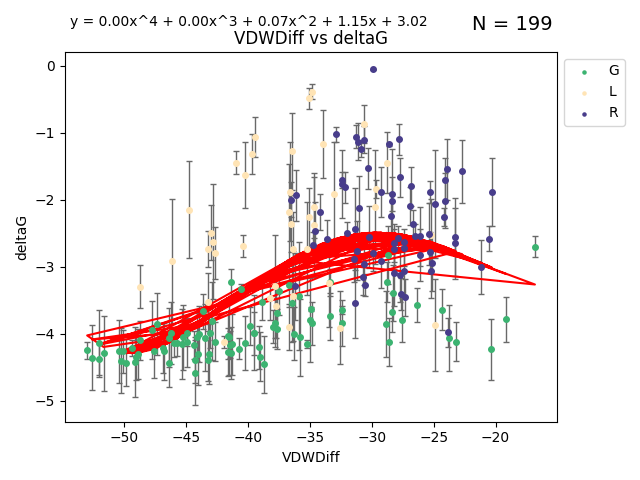 y = 0.00x^4 + 0.00x^3 + 0.07x^2 + 1.15x + 3.02
N = 199
VDWDiff vs deltaG
G
L
R
deltaG
0
−1
−2
−3
−4
−5
−50 −45 −40 −35 −30 −25 −20
VDWDiff